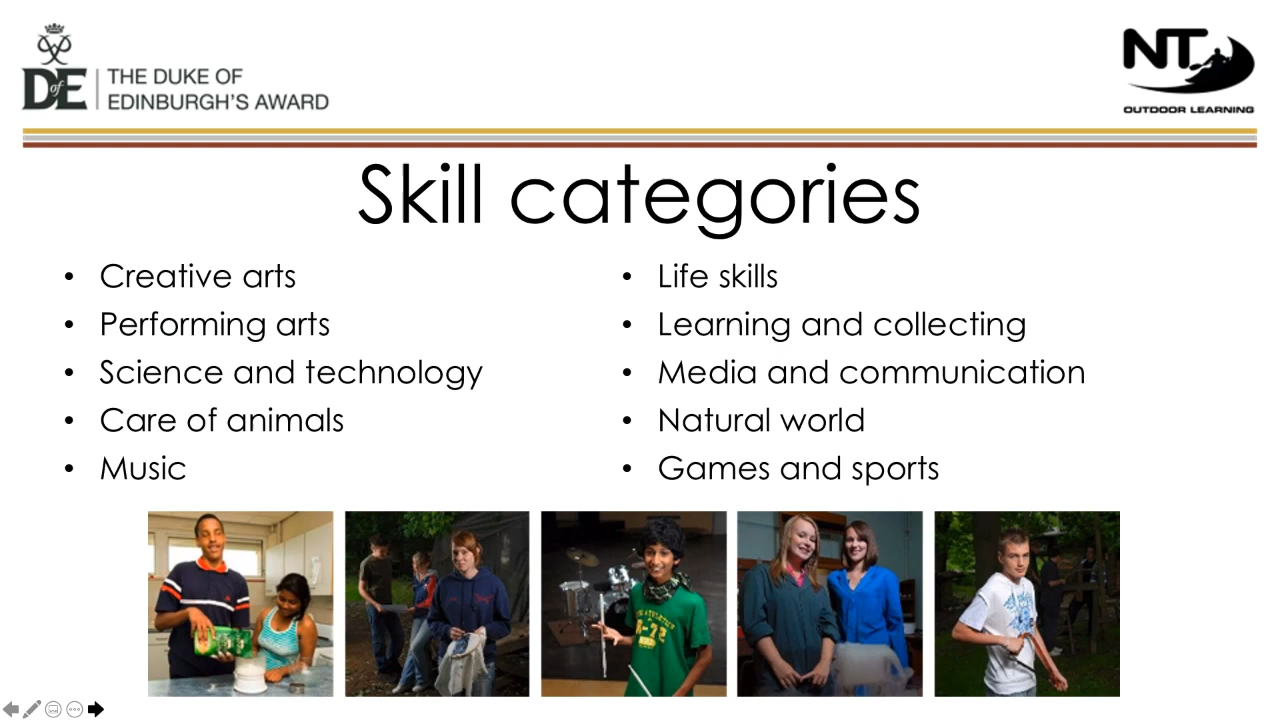 THE DUKE OF
EDINBURGH'S AWARD
DofE
NT
OUTDOOR LEARNING
Skill categories
• Creative arts
• Performing arts
• Science and technology
• Care of animals
• Music
• Life skills
• Learning and collecting
• Media and communication
• Natural world
• Games and sports